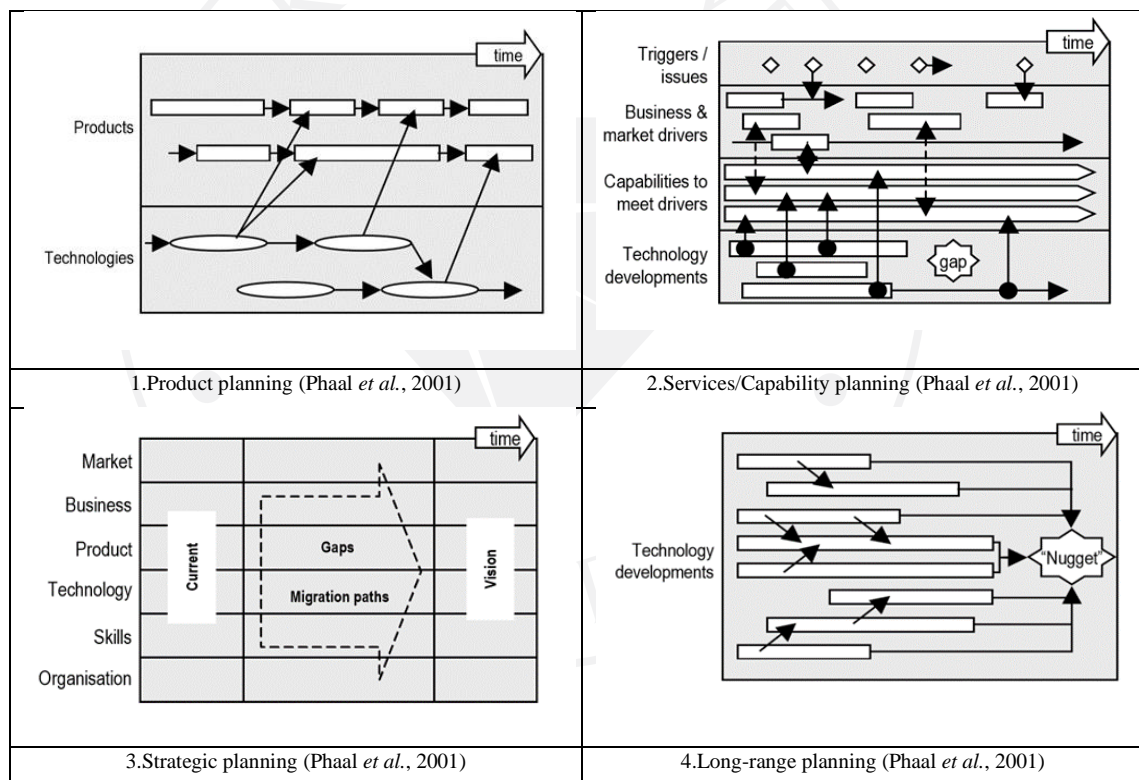 time
Products
Technologies
1.Product planning (Phaal et al., 2001)
time
Triggers /
issues
Business &
market drivers
Capabilities to
meet drivers
Technology
developments
gap
2.Services/Capability planning (Phaal et al., 2001)
time
Market
Business
Product
Technology
Skills
Organisation
Current
Gaps
Migration paths
Vision
3.Strategic planning (Phaal et al., 2001)
time
Technology
developments
“Nugget”
4.Long-range planning (Phaal et al., 2001)